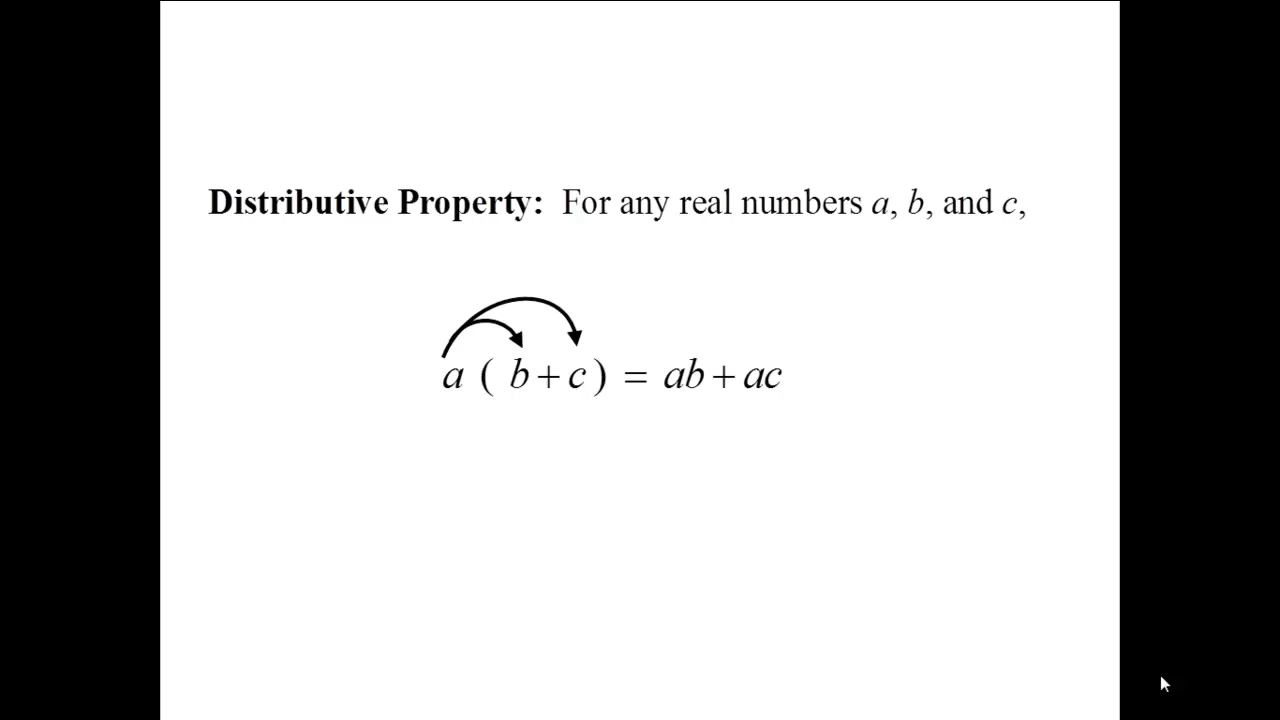 Distributive Property: For any real numbers a, b, and c,
a ( b + c ) = ab + ac